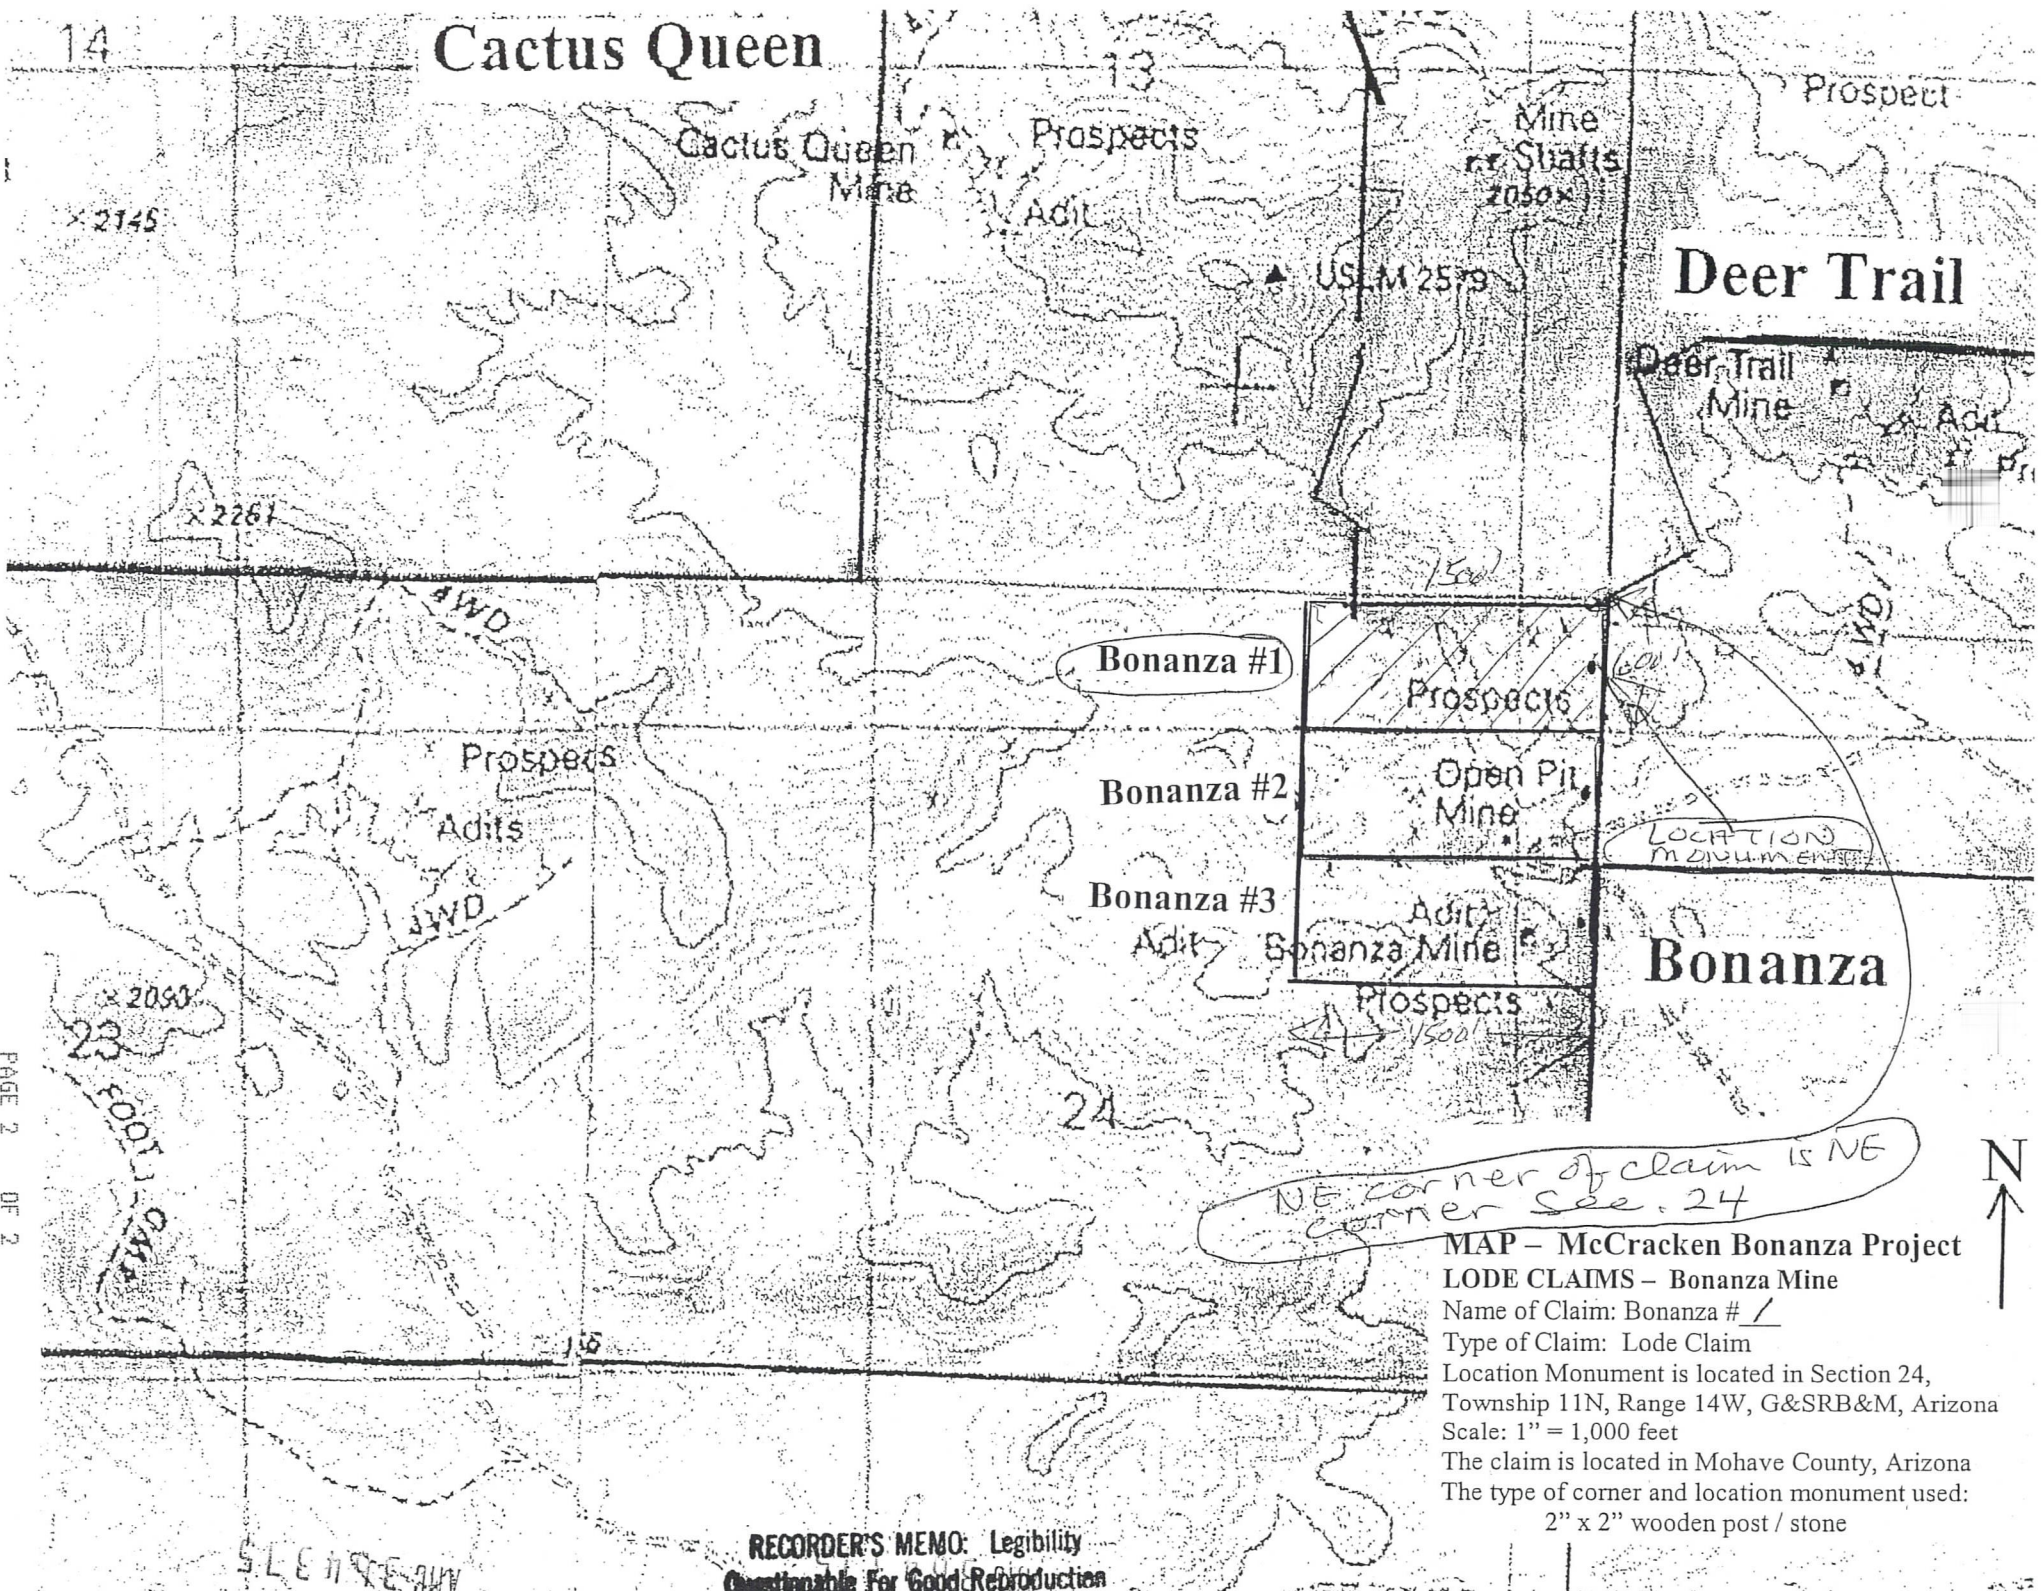 14
Cactus Queen
13
Prospect
Mine
Shafts
2050×
Cactus Queen
Mine
Prospects
Adit
× 2145
USLM 2579
Deer Trail
Deer Trail
Mine
Adit
× 2261
1500'
4WD
4WD
Bonanza #1
600'
Prospects
Prospects
Adits
Bonanza #2
Open Pit
Mine
LOCATION
MONUMENT
4WD
Bonanza #3
Adit
Adit
Bonanza Mine
Bonanza
× 2090
Prospects
1500'
23
24
FOOT
PAGE 2 OF 2
NE corner of claim is NE
corner Sec. 24
N
MAP – McCracken Bonanza Project
LODE CLAIMS – Bonanza Mine
Name of Claim: Bonanza # 1
Type of Claim: Lode Claim
Location Monument is located in Section 24,
Township 11N, Range 14W, G&SRB&M, Arizona
Scale: 1” = 1,000 feet
The claim is located in Mohave County, Arizona
The type of corner and location monument used:
2” x 2” wooden post / stone
RECORDER'S MEMO: Legibility
Questionable For Good Reproduction